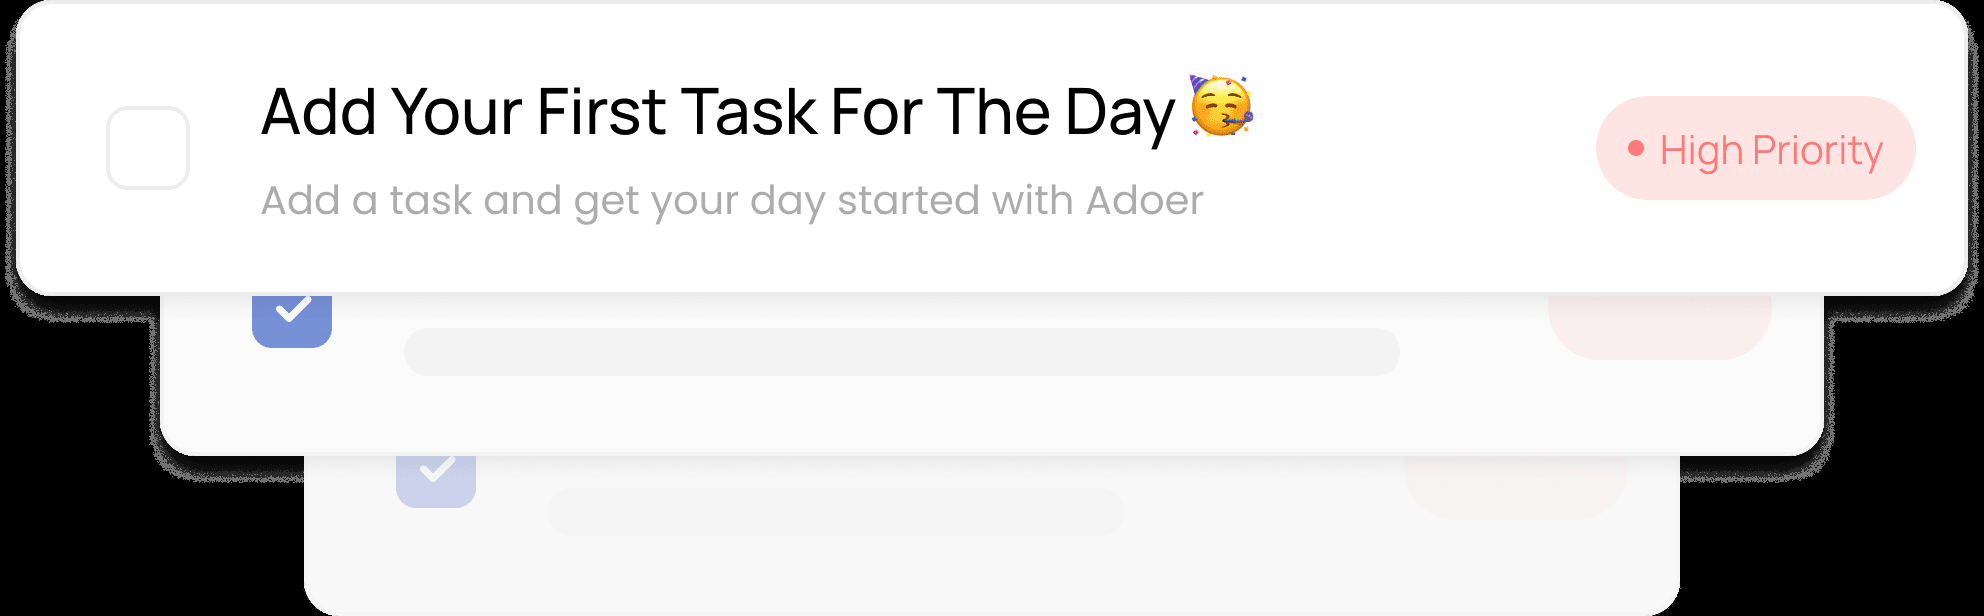 Add Your First Task For The Day 🥳
Add a task and get your day started with Adoer
High Priority